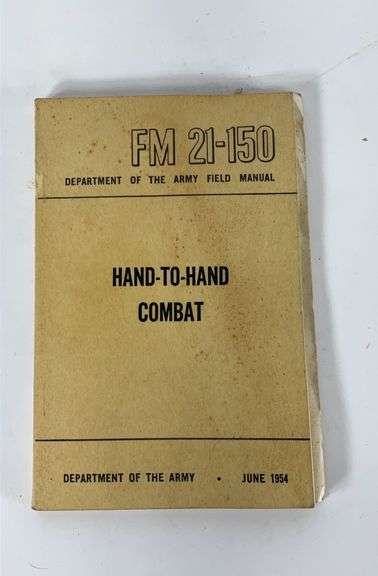 FM 21-150
DEPARTMENT OF THE ARMY FIELD MANUAL
HAND-TO-HAND
COMBAT
DEPARTMENT OF THE ARMY • JUNE 1954